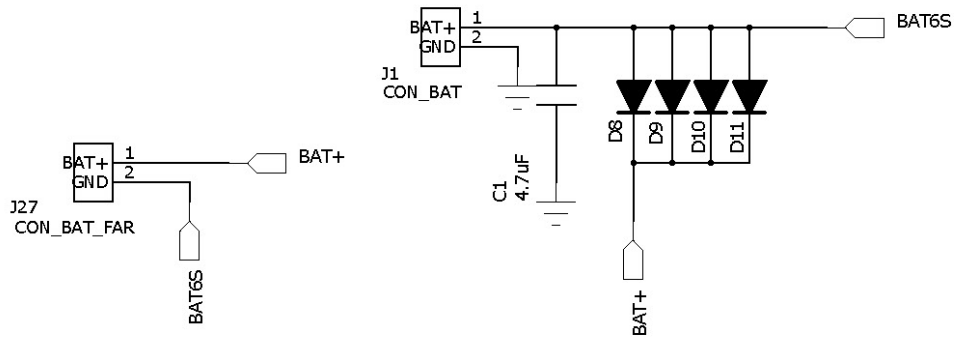 BAT+ 1
GND 2
J1
CON_BAT
BAT6S
D8
D9
D10
D11
C1
4.7uF
BAT+
BAT+ 1
GND 2
J27
CON_BAT_FAR
BAT+
BAT6S